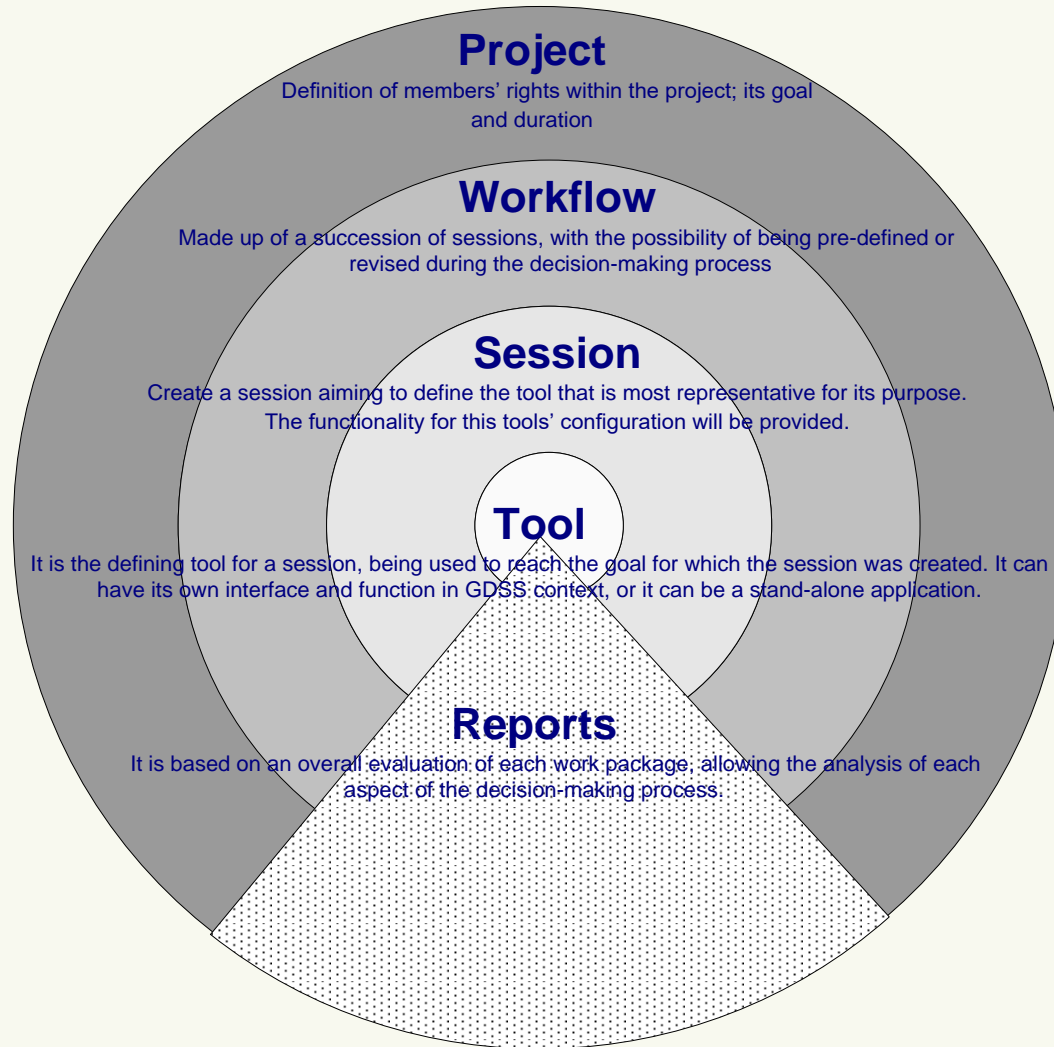 Project
Definition of members’ rights within the project; its goal
and duration
Workflow
Made up of a succession of sessions, with the possibility of being pre-defined or
revised during the decision-making process
Session
Create a session aiming to define the tool that is most representative for its purpose.
The functionality for this tools’ configuration will be provided.
Tool
It is the defining tool for a session, being used to reach the goal for which the session was created. It can
have its own interface and function in GDSS context, or it can be a stand-alone application.
Reports
It is based on an overall evaluation of each work package, allowing the analysis of each
aspect of the decision-making process.